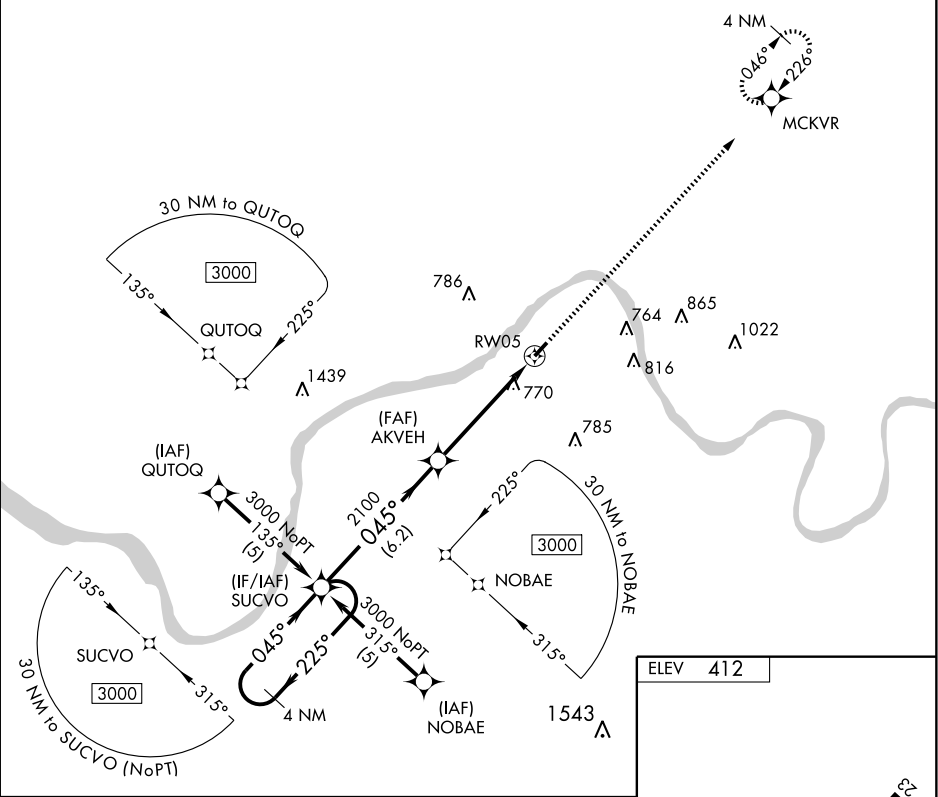 4 NM
046°
226°
MCKVR
30 NM to QUTOQ
3000
135°
225°
QUTOQ
786
865
764
1022
RW05
816
1439
770
(FAF)
AKVEH
785
(IAF)
QUTOQ
3000 NoPT
135°
(5)
2100
045°
(6.2)
225°
30 NM to NOBAE
3000
NOBAE
315°
(IF/IAF)
SUCVO
3000 NoPT
315°
(5)
135°
SUCVO
3000
315°
30 NM to SUCVO (NoPT)
045°
225°
4 NM
(IAF)
NOBAE
1543
ELEV 412
23